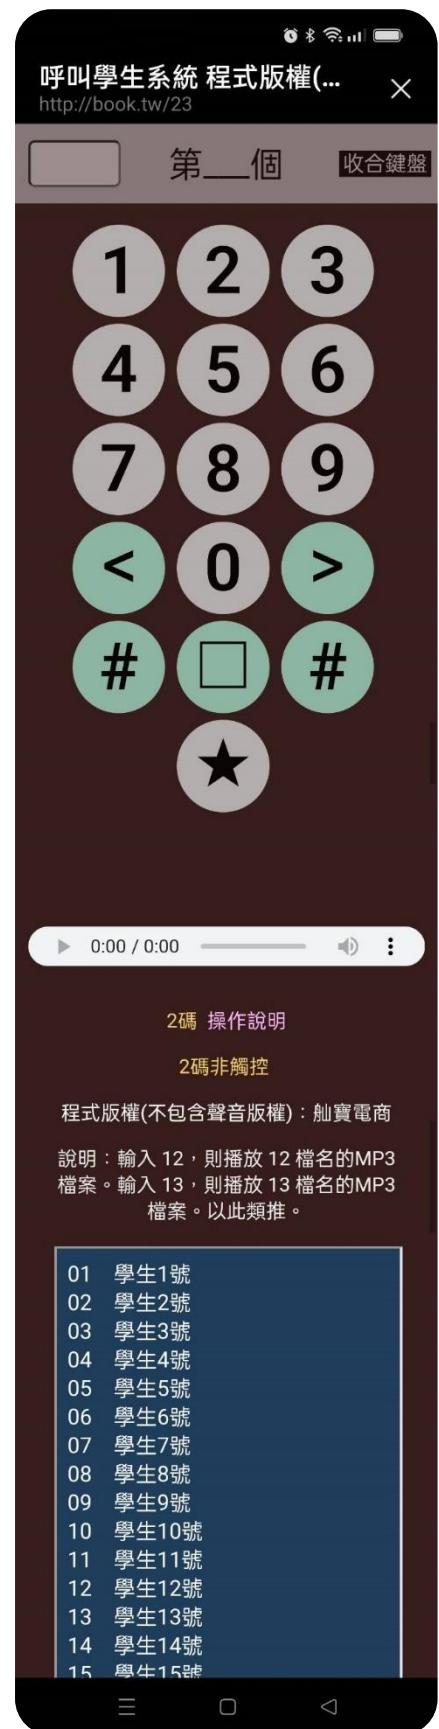 呼叫學生系統 程式版權(...
http://book.tw/23
第__個
收合鍵盤
1 2 3
4 5 6
7 8 9
< 0 >
# □ #
★
0:00 / 0:00
2碼 操作說明
2碼非觸控
程式版權(不包含聲音版權)：舢寶電商
說明：輸入 12，則播放 12 檔名的MP3
檔案。輸入 13，則播放 13 檔名的MP3
檔案。以此類推。
01 學生1號
02 學生2號
03 學生3號
04 學生4號
05 學生5號
06 學生6號
07 學生7號
08 學生8號
09 學生9號
10 學生10號
11 學生11號
12 學生12號
13 學生13號
14 學生14號
15 學生15號